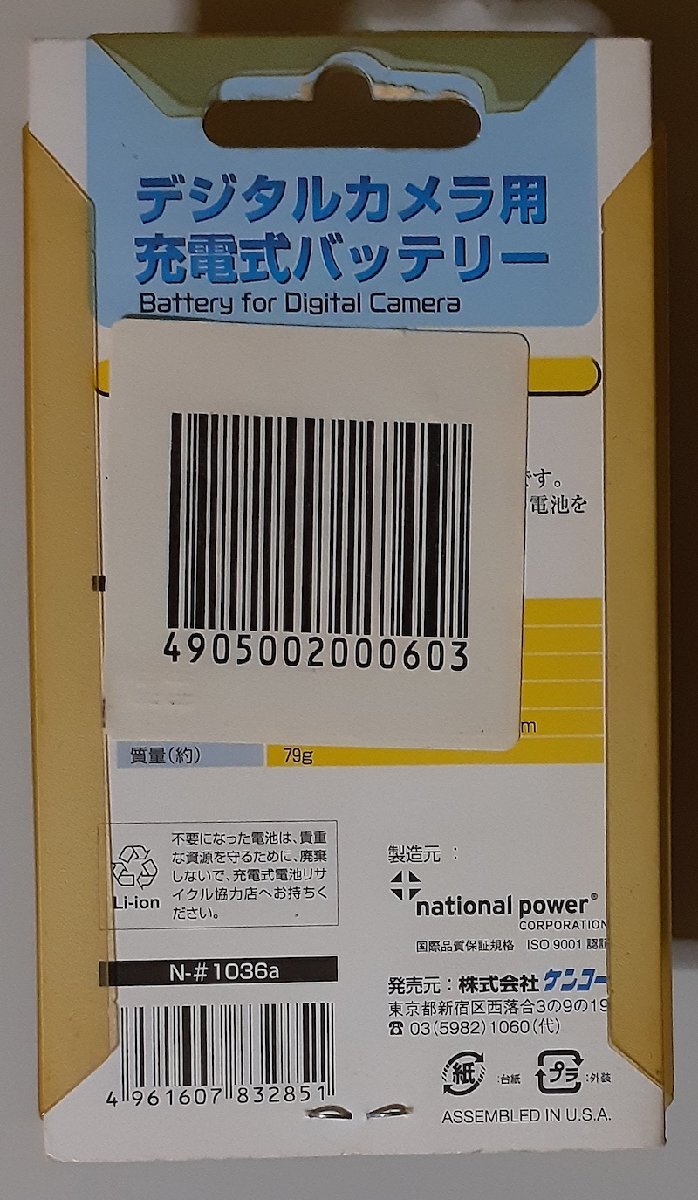 デジタルカメラ用
充電式バッテリー
Battery for Digital Camera
です。
電池を
4905002000603
m
質量(約) 79g
不要になった電池は、貴重
な資源を守るために、廃棄
しないで、充電式電池リサ
イクル協力店へお持ちく
ださい。
Li-ion
N-#1036a
4 961607 832851
製造元：
national power®
CORPORATION
国際品質保証規格 ISO 9001 認
発売元：株式会社ケンコー
東京都新宿区西落合3の9の19
☎ 03(5982)1060(代)
紙 :台紙 プラ :外装
ASSEMBLED IN U.S.A.